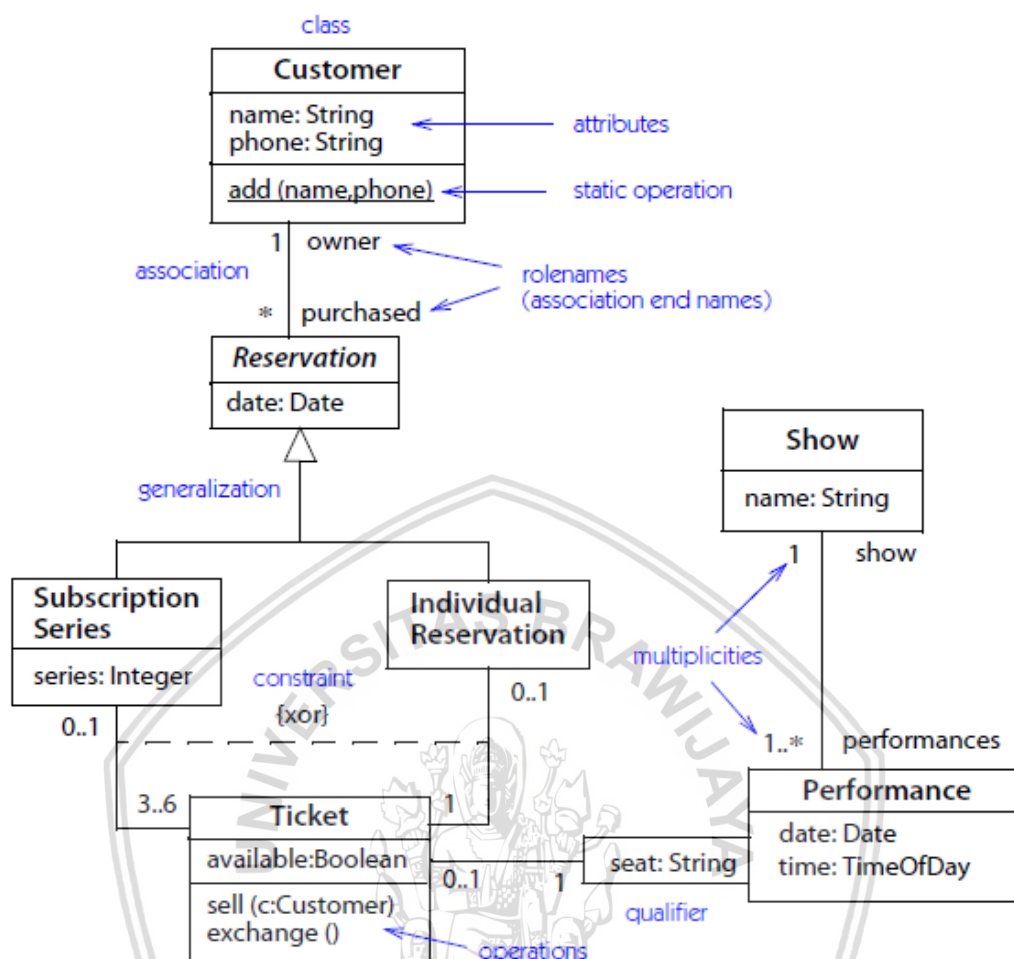 class
Customer
name: String
phone: String
attributes
add (name,phone)
static operation
1 owner
association
rolenames
(association end names)
* purchased
Reservation
date: Date
Show
name: String
generalization
1 show
Subscription
Series
series: Integer
Individual
Reservation
multiplicities
constraint
{xor}
0..1
0..1
1..* performances
Performance
date: Date
time: TimeOfDay
3..6
1
Ticket
available:Boolean
0..1
1
seat: String
qualifier
sell (c:Customer)
exchange ()
operations
UNIVERSITAS BRAWIJAYA